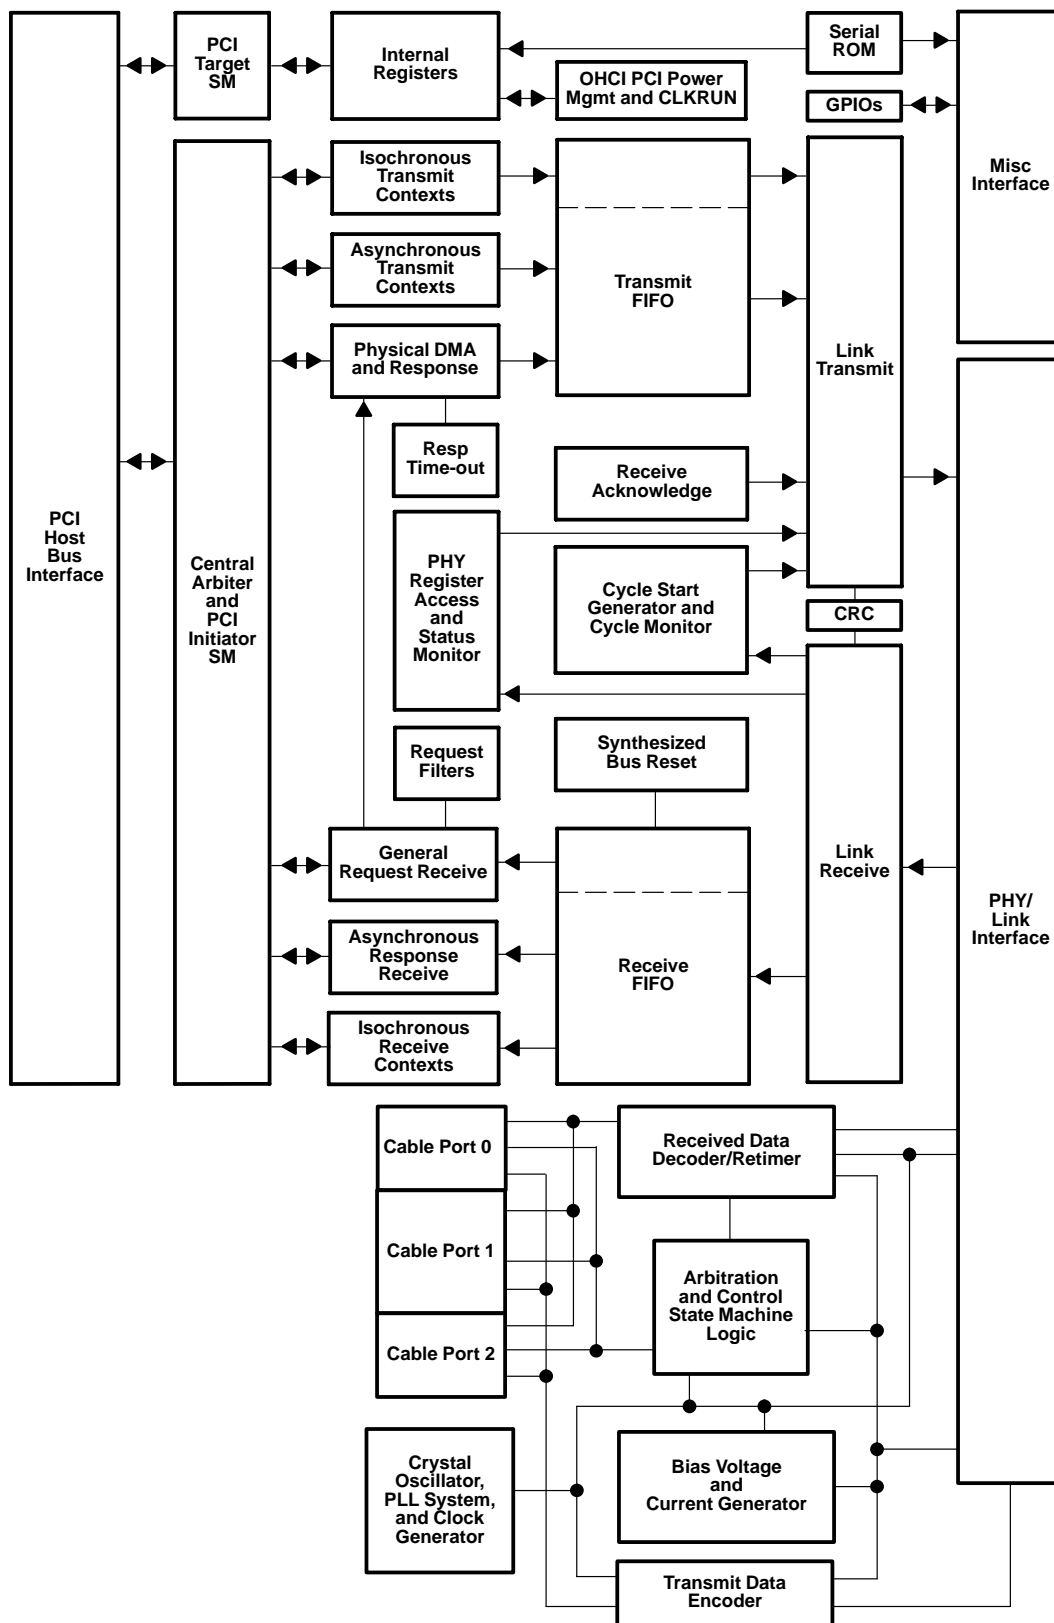 PCI
Target
SM
Internal
Registers
Serial
ROM
OHCI PCI Power
Mgmt and CLKRUN
GPIOs
Misc
Interface
Isochronous
Transmit
Contexts
Asynchronous
Transmit
Contexts
Transmit
FIFO
Physical DMA
and Response
Link
Transmit
Resp
Time-out
Receive
Acknowledge
PCI
Host
Bus
Interface
Central
Arbiter
and
PCI
Initiator
SM
PHY
Register
Access
and
Status
Monitor
Cycle Start
Generator and
Cycle Monitor
CRC
Request
Filters
Synthesized
Bus Reset
General
Request Receive
Link
Receive
PHY/
Link
Interface
Asynchronous
Response
Receive
Receive
FIFO
Isochronous
Receive
Contexts
Cable Port 0
Received Data
Decoder/Retimer
Cable Port 1
Arbitration
and Control
State Machine
Logic
Cable Port 2
Crystal
Oscillator,
PLL System,
and Clock
Generator
Bias Voltage
and
Current Generator
Transmit Data
Encoder